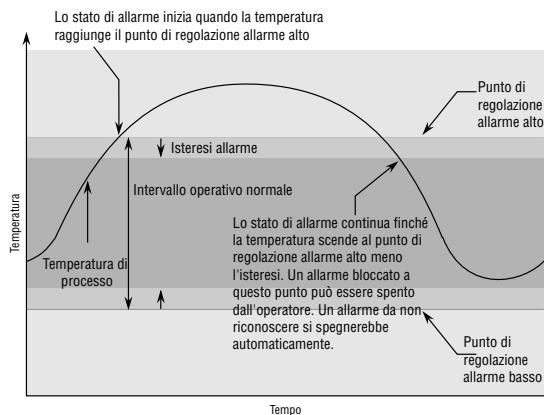 Lo stato di allarme inizia quando la temperatura
raggiunge il punto di regolazione allarme alto
Punto di
regolazione
allarme alto
Isteresi allarme
Intervallo operativo normale
Temperatura
Temperatura di
processo
Lo stato di allarme continua finché
la temperatura scende al punto di
regolazione allarme alto meno
l'isteresi. Un allarme bloccato a
questo punto può essere spento
dall'operatore. Un allarme da non
riconoscere si spegnerebbe
automaticamente.
Punto di
regolazione
allarme basso
Tempo